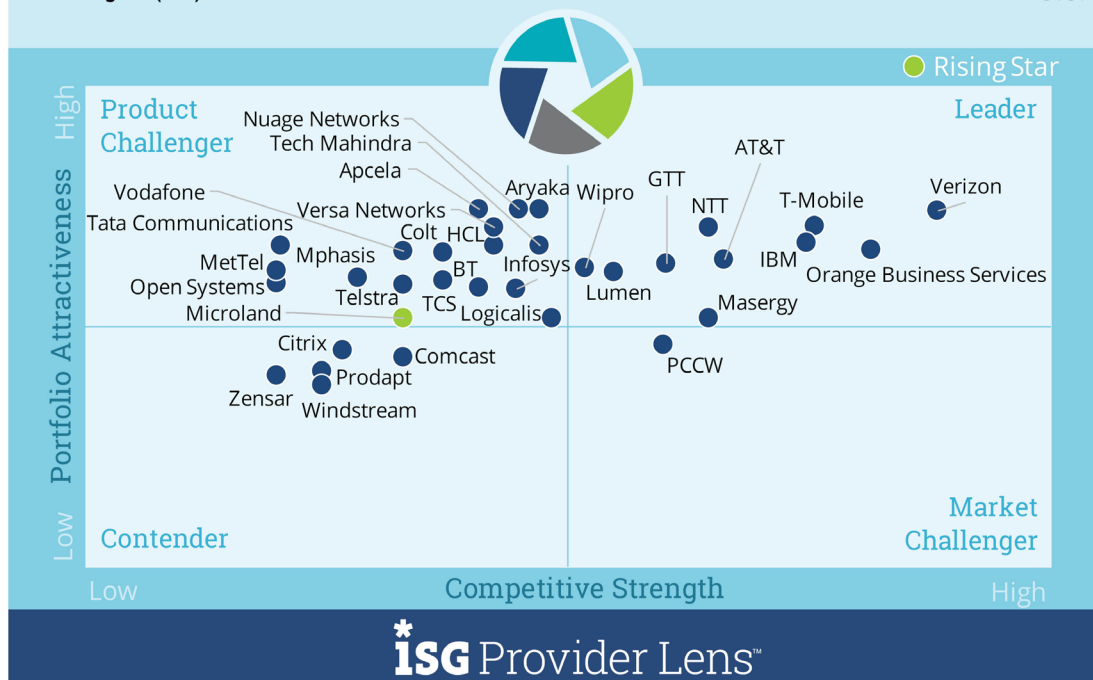 Rising Star
High
Product
Challenger
Leader
Nuage Networks
Tech Mahindra
AT&T
Apcela
GTT
Vodafone
Aryaka
Wipro
Verizon
Versa Networks
NTT
T-Mobile
Tata Communications
Colt
HCL
MetTel
Mphasis
Infosys
IBM
BT
Orange Business Services
Open Systems
Telstra
TCS
Lumen
Microland
Logicalis
Masergy
Citrix
Comcast
PCCW
Prodapt
Zensar
Windstream
Portfolio Attractiveness
Market
Challenger
Contender
Low
Low
Competitive Strength
High
iSG Provider Lens™